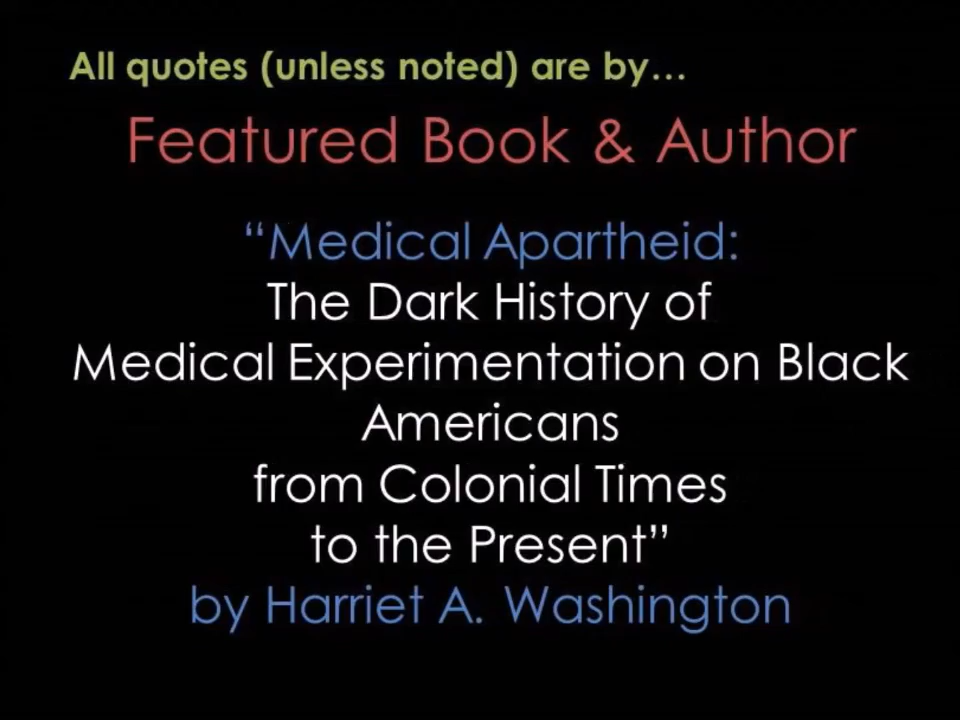 All quotes (unless noted) are by…
Featured Book & Author
“Medical Apartheid:
The Dark History of
Medical Experimentation on Black
Americans
from Colonial Times
to the Present”
by Harriet A. Washington